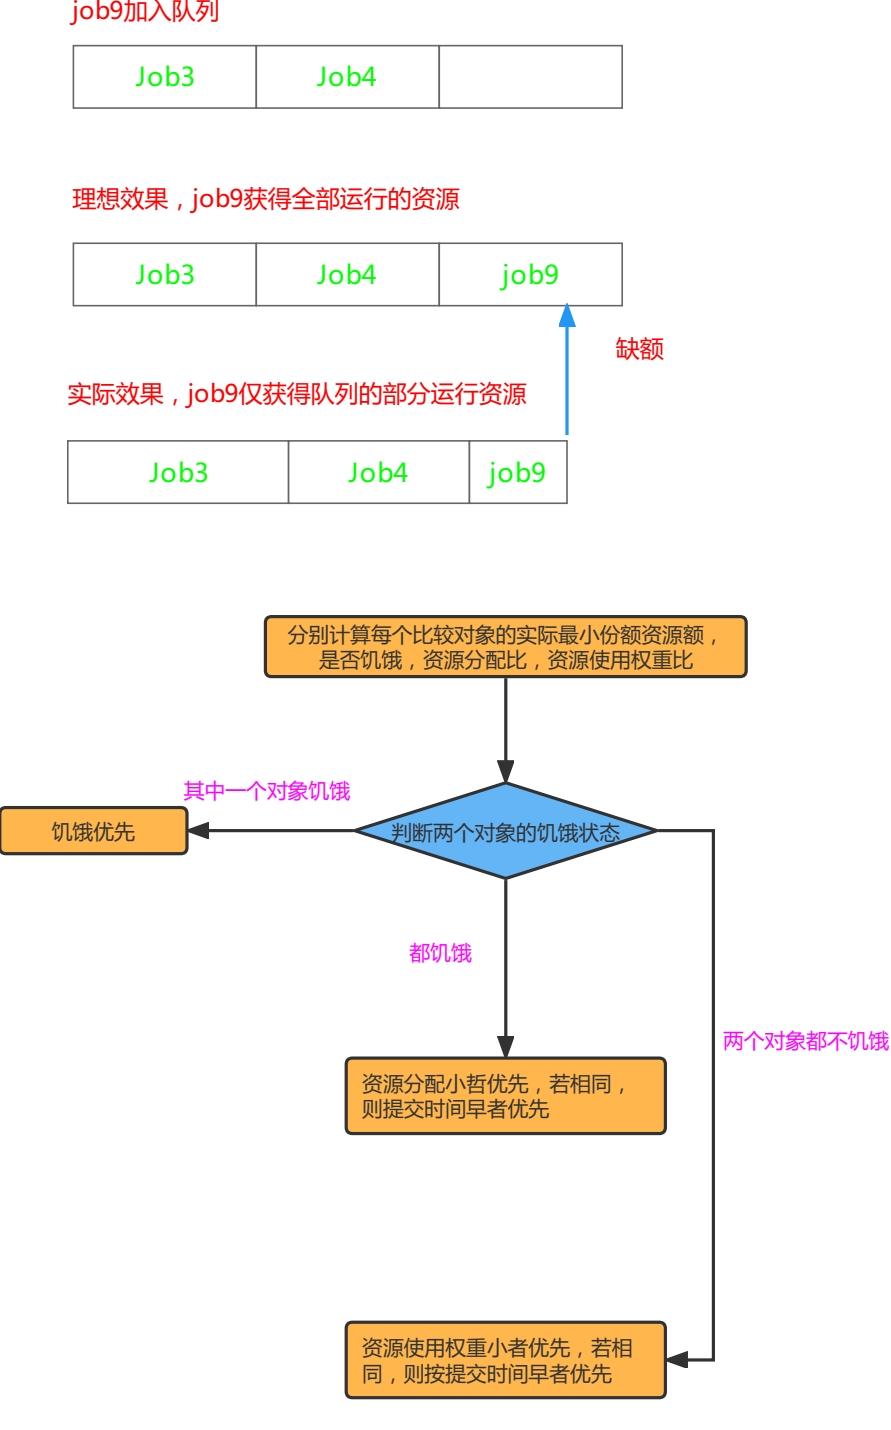 job9加入队列
Job3 Job4
理想效果，job9获得全部运行的资源
Job3 Job4 job9
缺额
实际效果，job9仅获得队列的部分运行资源
Job3 Job4 job9
分别计算每个比较对象的实际最小份额资源额，
是否饥饿，资源分配比，资源使用权重比
其中一个对象饥饿
饥饿优先
判断两个对象的饥饿状态
都饥饿
两个对象都不饥饿
资源分配小哲优先，若相同，
则提交时间早者优先
资源使用权重小者优先，若相
同，则按提交时间早者优先